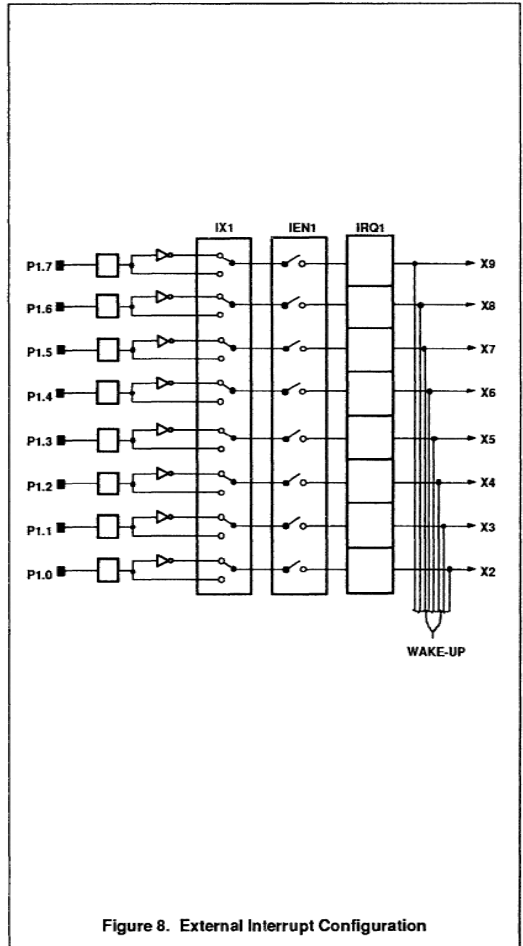 IX1 IEN1 IRQ1
P1.7 X9
P1.6 X8
P1.5 X7
P1.4 X6
P1.3 X5
P1.2 X4
P1.1 X3
P1.0 X2
WAKE-UP
Figure 8. External Interrupt Configuration